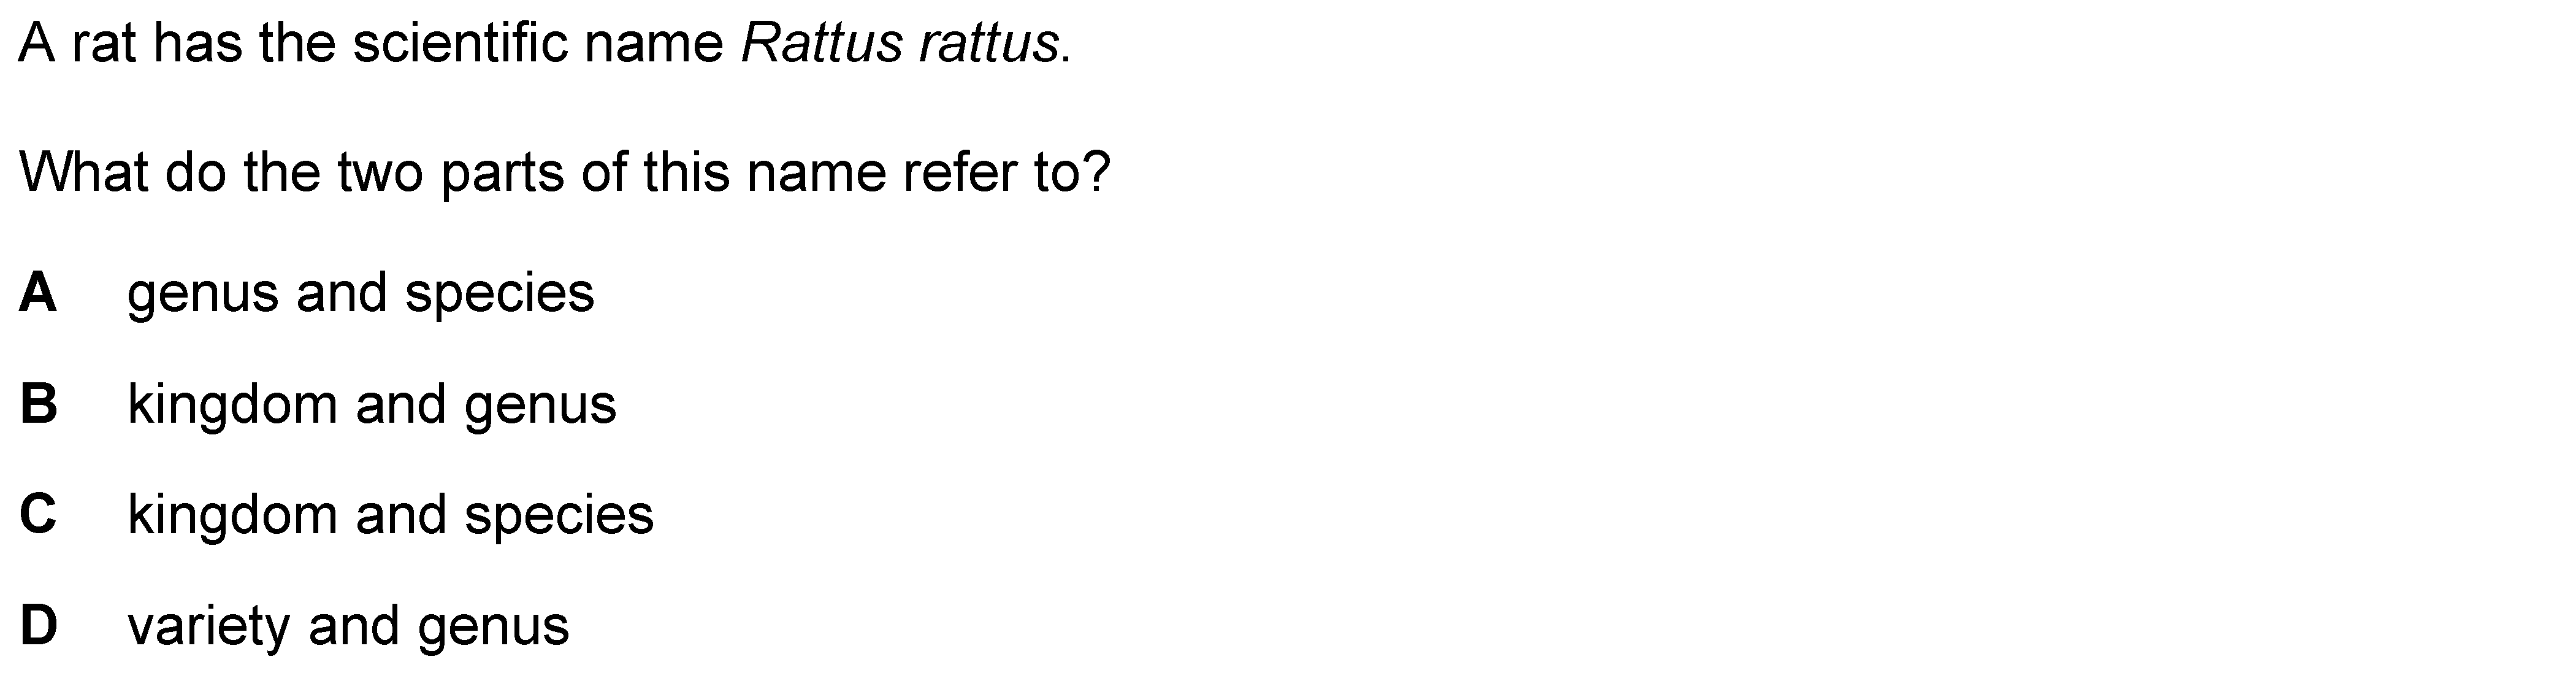 A rat has the scientific name Rattus rattus.
What do the two parts of this name refer to?
A genus and species
B kingdom and genus
C kingdom and species
D variety and genus